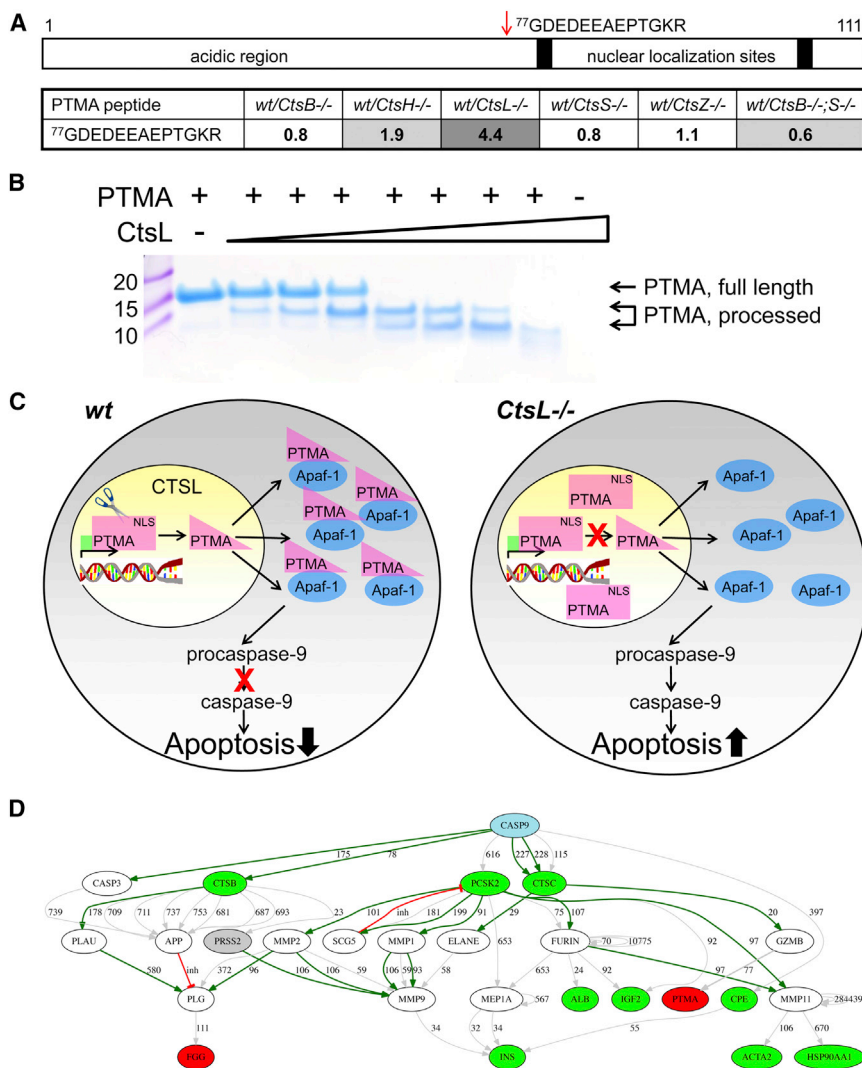 A
1
⁷⁷GDEDEEAEPTGKR
111
acidic region
nuclear localization sites
PTMA peptide wt/CtsB-/- wt/CtsH-/- wt/CtsL-/- wt/CtsS-/- wt/CtsZ-/- wt/CtsB-/-;S-/-
⁷⁷GDEDEEAEPTGKR 0.8 1.9 4.4 0.8 1.1 0.6
B
PTMA + + + + + + + + -
CtsL -
20
15
10
PTMA, full length
PTMA, processed
C
wt
CTSL
NLS
PTMA
PTMA
PTMA
Apaf-1
PTMA
Apaf-1
PTMA
Apaf-1
PTMA
Apaf-1
PTMA
Apaf-1
procaspase-9
X
caspase-9
Apoptosis
CtsL-/-
NLS
PTMA
NLS
PTMA
X
PTMA
NLS
PTMA
Apaf-1
Apaf-1
Apaf-1
Apaf-1
Apaf-1
procaspase-9
caspase-9
Apoptosis
D
CASP9
175 78 616 227 228 115
CASP3 CTSB PCSK2 CTSC
739 178 709 711 737 753 681 687 693 23 101 inh 181 199 91 29 75 107 92 20 97 397
PLAU APP PRSS2 MMP2 SCG5 MMP1 ELANE 653 FURIN 70 10775 GZMB
580 inh 372 96 106 106 59 106 59 93 58 653 24 92 97 77
PLG MMP9 MEP1A 567 ALB IGF2 PTMA CPE MMP11 284439
111 34 32 34 55 106 670
FGG INS ACTA2 HSP90AA1